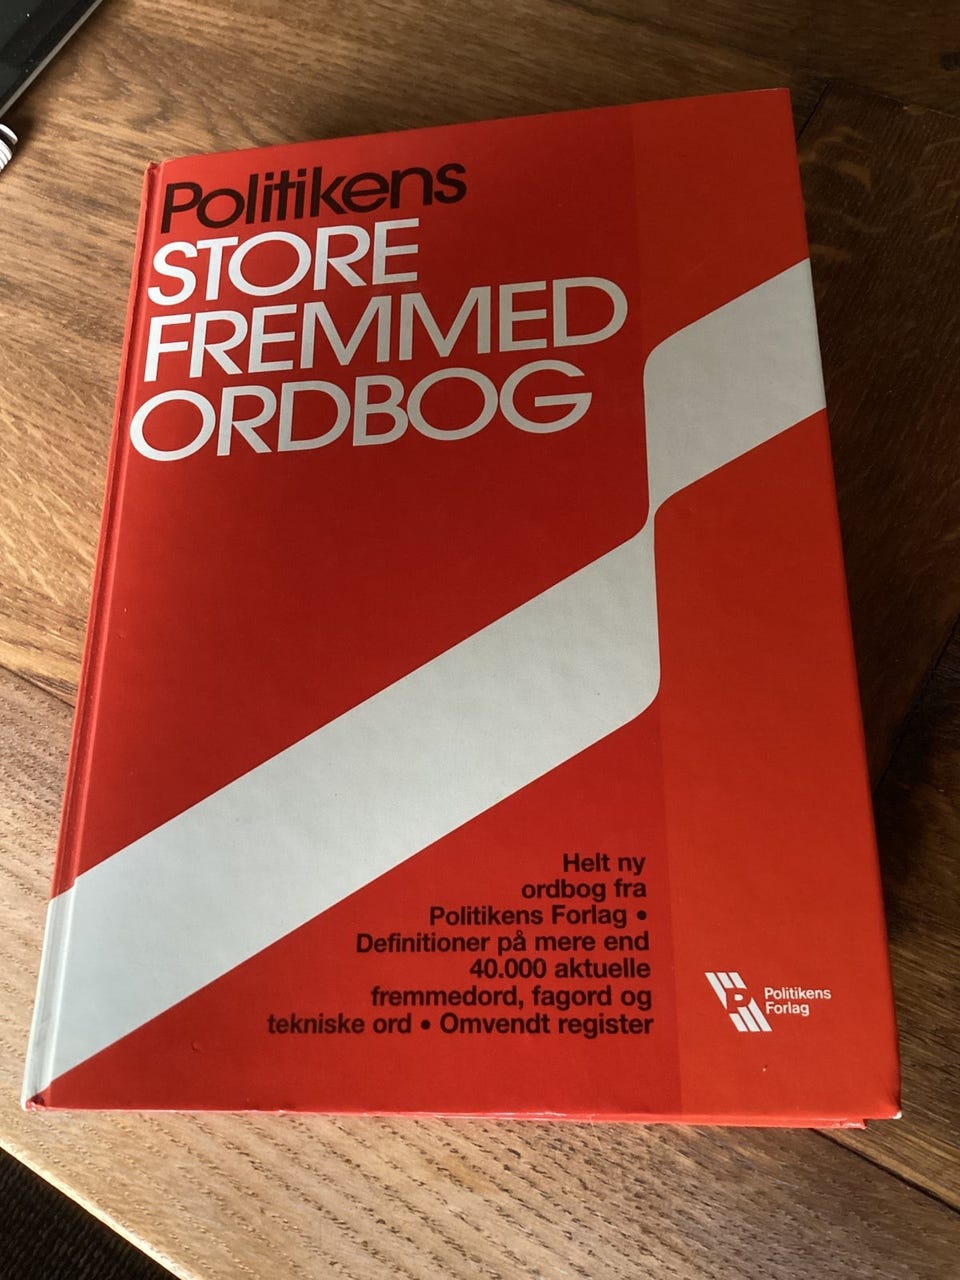 Politikens
STORE
FREMMED
ORDBOG
Helt ny
ordbog fra
Politikens Forlag •
Definitioner på mere end
40.000 aktuelle
fremmedord, fagord og
tekniske ord • Omvendt register
P
Politikens
Forlag